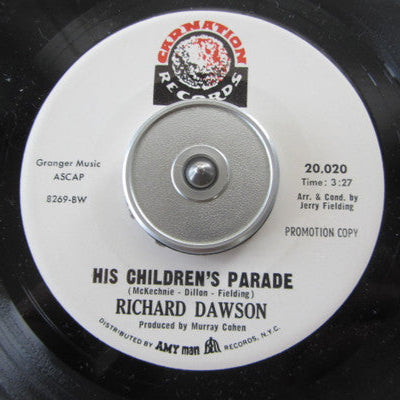 CARNATION
RECORDS
Granger Music
ASCAP
8269-BW
20,020
Time: 3:27
Arr. & Cond. by
Jerry Fielding
PROMOTION COPY
HIS CHILDREN'S PARADE
(McKechnie - Dillon - Fielding)
RICHARD DAWSON
Produced by Murray Cohen
DISTRIBUTED BY AMY mala BELL RECORDS, N.Y.C.